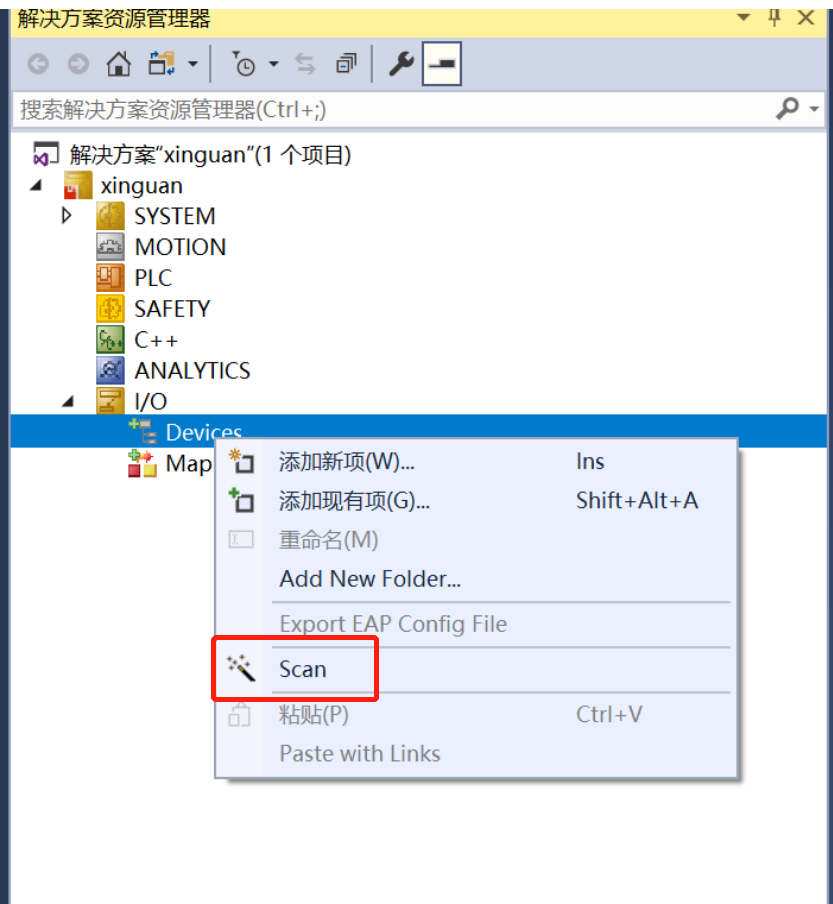 解决方案资源管理器
搜索解决方案资源管理器(Ctrl+;)
解决方案"xinguan"(1 个项目)
xinguan
SYSTEM
MOTION
PLC
SAFETY
C++
ANALYTICS
I/O
Devices
Map
添加新项(W)... Ins
添加现有项(G)... Shift+Alt+A
重命名(M)
Add New Folder...
Export EAP Config File
Scan
粘贴(P) Ctrl+V
Paste with Links